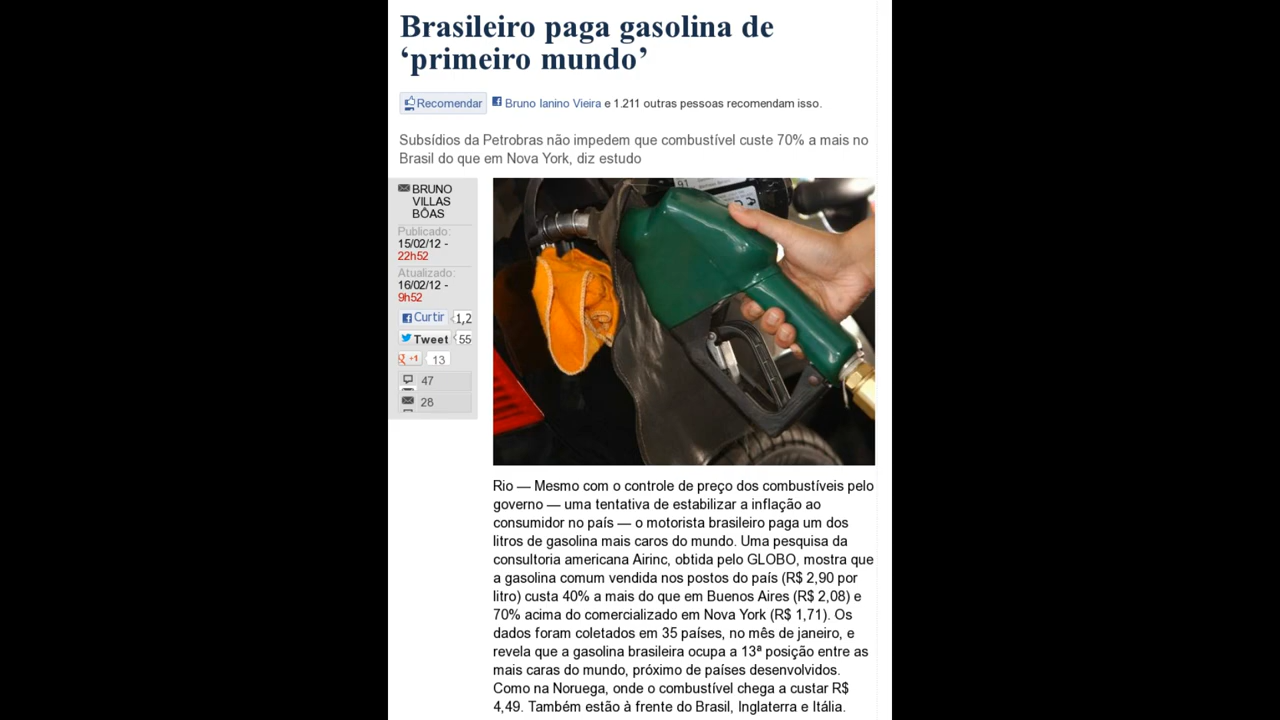 Brasileiro paga gasolina de
‘primeiro mundo’
Recomendar Bruno Ianino Vieira e 1.211 outras pessoas recomendam isso.
Subsídios da Petrobras não impedem que combustível custe 70% a mais no
Brasil do que em Nova York, diz estudo
BRUNO
VILLAS
BÔAS
Publicado:
15/02/12 -
22h52
Atualizado:
16/02/12 -
9h52
Curtir 1,2
Tweet 55
+1 13
47
28
91
Rio — Mesmo com o controle de preço dos combustíveis pelo
governo — uma tentativa de estabilizar a inflação ao
consumidor no país — o motorista brasileiro paga um dos
litros de gasolina mais caros do mundo. Uma pesquisa da
consultoria americana Airinc, obtida pelo GLOBO, mostra que
a gasolina comum vendida nos postos do país (R$ 2,90 por
litro) custa 40% a mais do que em Buenos Aires (R$ 2,08) e
70% acima do comercializado em Nova York (R$ 1,71). Os
dados foram coletados em 35 países, no mês de janeiro, e
revela que a gasolina brasileira ocupa a 13ª posição entre as
mais caras do mundo, próximo de países desenvolvidos.
Como na Noruega, onde o combustível chega a custar R$
4,49. Também estão à frente do Brasil, Inglaterra e Itália.